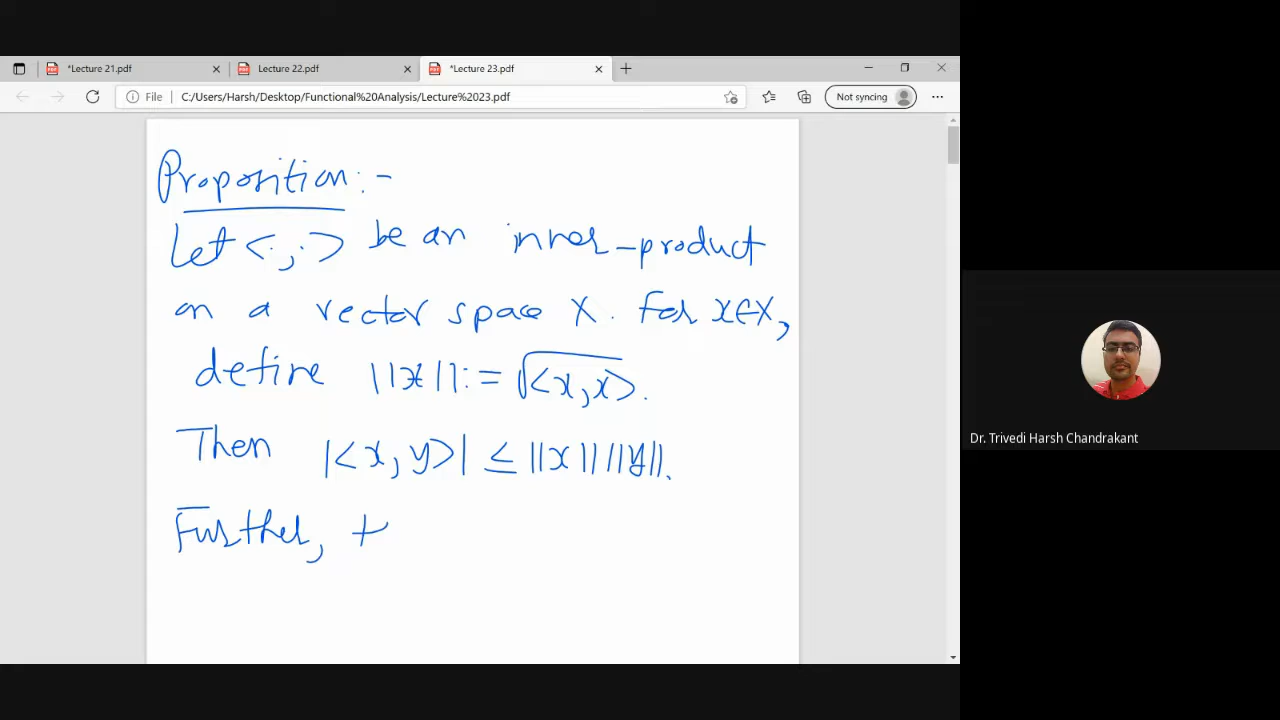 *Lecture 21.pdf
Lecture 22.pdf
*Lecture 23.pdf
File
C:/Users/Harsh/Desktop/Functional%20Analysis/Lecture%2023.pdf
Not syncing
Proposition:-
Let <.,.> be an inner-product
on a vector space X. For x∈X,
define ||x||:= √<x,x>.
Then |<x,y>| ≤ ||x|| ||y||.
Further, t
Dr. Trivedi Harsh Chandrakant